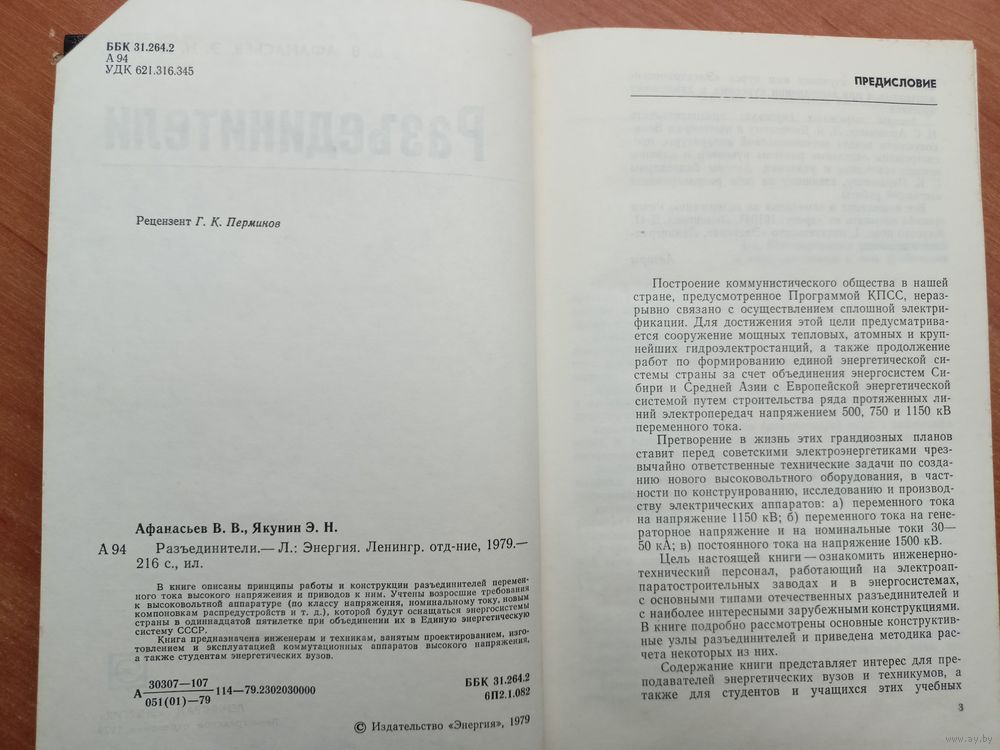 ББК 31.264.2
А 94
УДК 621.316.345
Разъединители
Рецензент Г. К. Перминов
Афанасьев В. В., Якунин Э. Н.
А 94 Разъединители.— Л.: Энергия. Ленингр. отд-ние, 1979.—
216 с., ил.
В книге описаны принципы работы и конструкции разъединителей перемен-
ного тока высокого напряжения и приводов к ним. Учтены возросшие требования
к высоковольтной аппаратуре (по классу напряжения, номинальному току, новым
компоновкам распредустройств и т. д.), которой будут оснащаться энергосистемы
страны в одиннадцатой пятилетке при объединении их в Единую энергетическую
систему СССР.
Книга предназначена инженерам и техникам, занятым проектированием, изго-
товлением и эксплуатацией коммутационных аппаратов высокого напряжения,
а также студентам энергетических вузов.
А 30307—107
051(01)—79 114—79.2302030000
ББК 31.264.2
6П2.1.082
© Издательство «Энергия», 1979
ПРЕДИСЛОВИЕ
Построение коммунистического общества в нашей
стране, предусмотренное Программой КПСС, нераз-
рывно связано с осуществлением сплошной электри-
фикации. Для достижения этой цели предусматрива-
ется сооружение мощных тепловых, атомных и круп-
нейших гидроэлектростанций, а также продолжение
работ по формированию единой энергетической си-
стемы страны за счет объединения энергосистем Си-
бири и Средней Азии с Европейской энергетической
системой путем строительства ряда протяженных ли-
ний электропередач напряжением 500, 750 и 1150 кВ
переменного тока.
Претворение в жизнь этих грандиозных планов
ставит перед советскими электроэнергетиками чрез-
вычайно ответственные технические задачи по созда-
нию нового высоковольтного оборудования, в част-
ности по конструированию, исследованию и производ-
ству электрических аппаратов: а) переменного тока
на напряжение 1150 кВ; б) переменного тока на гене-
раторное напряжение и на номинальные токи 30—
50 кА; в) постоянного тока на напряжение 1500 кВ.
Цель настоящей книги — ознакомить инженерно-
технический персонал, работающий на электроап-
паратостроительных заводах и в энергосистемах,
с основными типами отечественных разъединителей и
с наиболее интересными зарубежными конструкциями.
В книге подробно рассмотрены основные конструктив-
ные узлы разъединителей и приведена методика рас-
чета некоторых из них.
Содержание книги представляет интерес для пре-
подавателей энергетических вузов и техникумов, а
также для студентов и учащихся этих учебных
3
www.ay.by